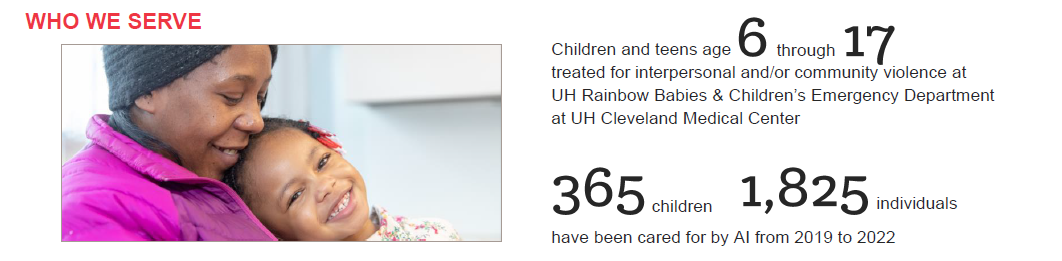 WHO WE SERVE
Children and teens age 6 through 17
treated for interpersonal and/or community violence at
UH Rainbow Babies & Children’s Emergency Department
at UH Cleveland Medical Center
365 children 1,825 individuals
have been cared for by AI from 2019 to 2022